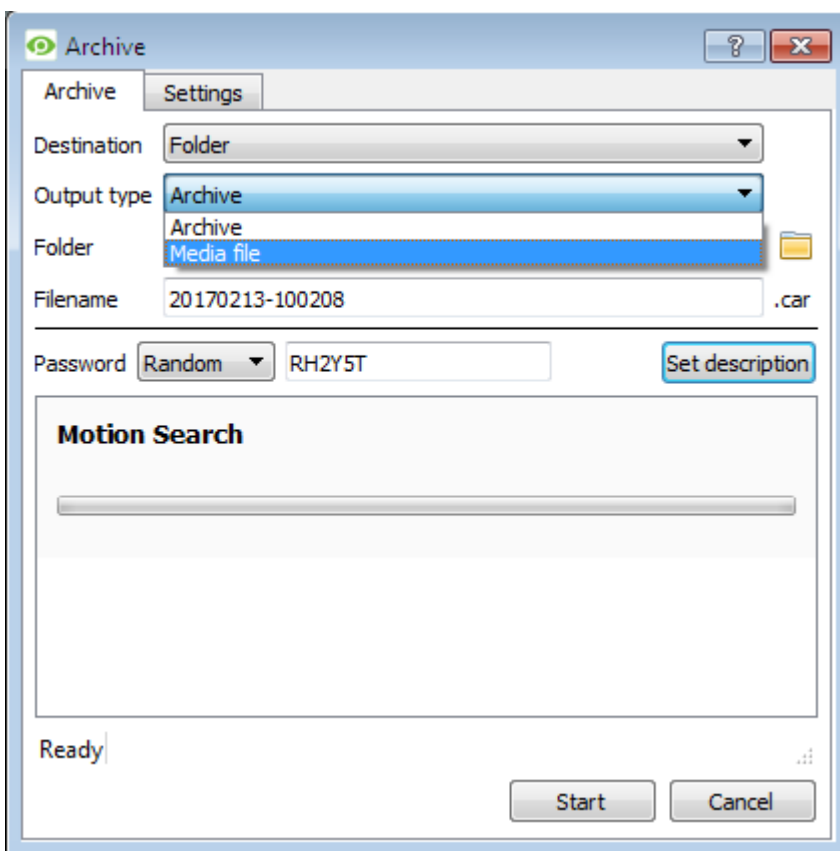 Archive
Archive Settings
Destination Folder
Output type Archive
Archive
Folder Media file
Filename 20170213-100208 .car
Password Random RH2Y5T Set description
Motion Search
Ready
Start Cancel